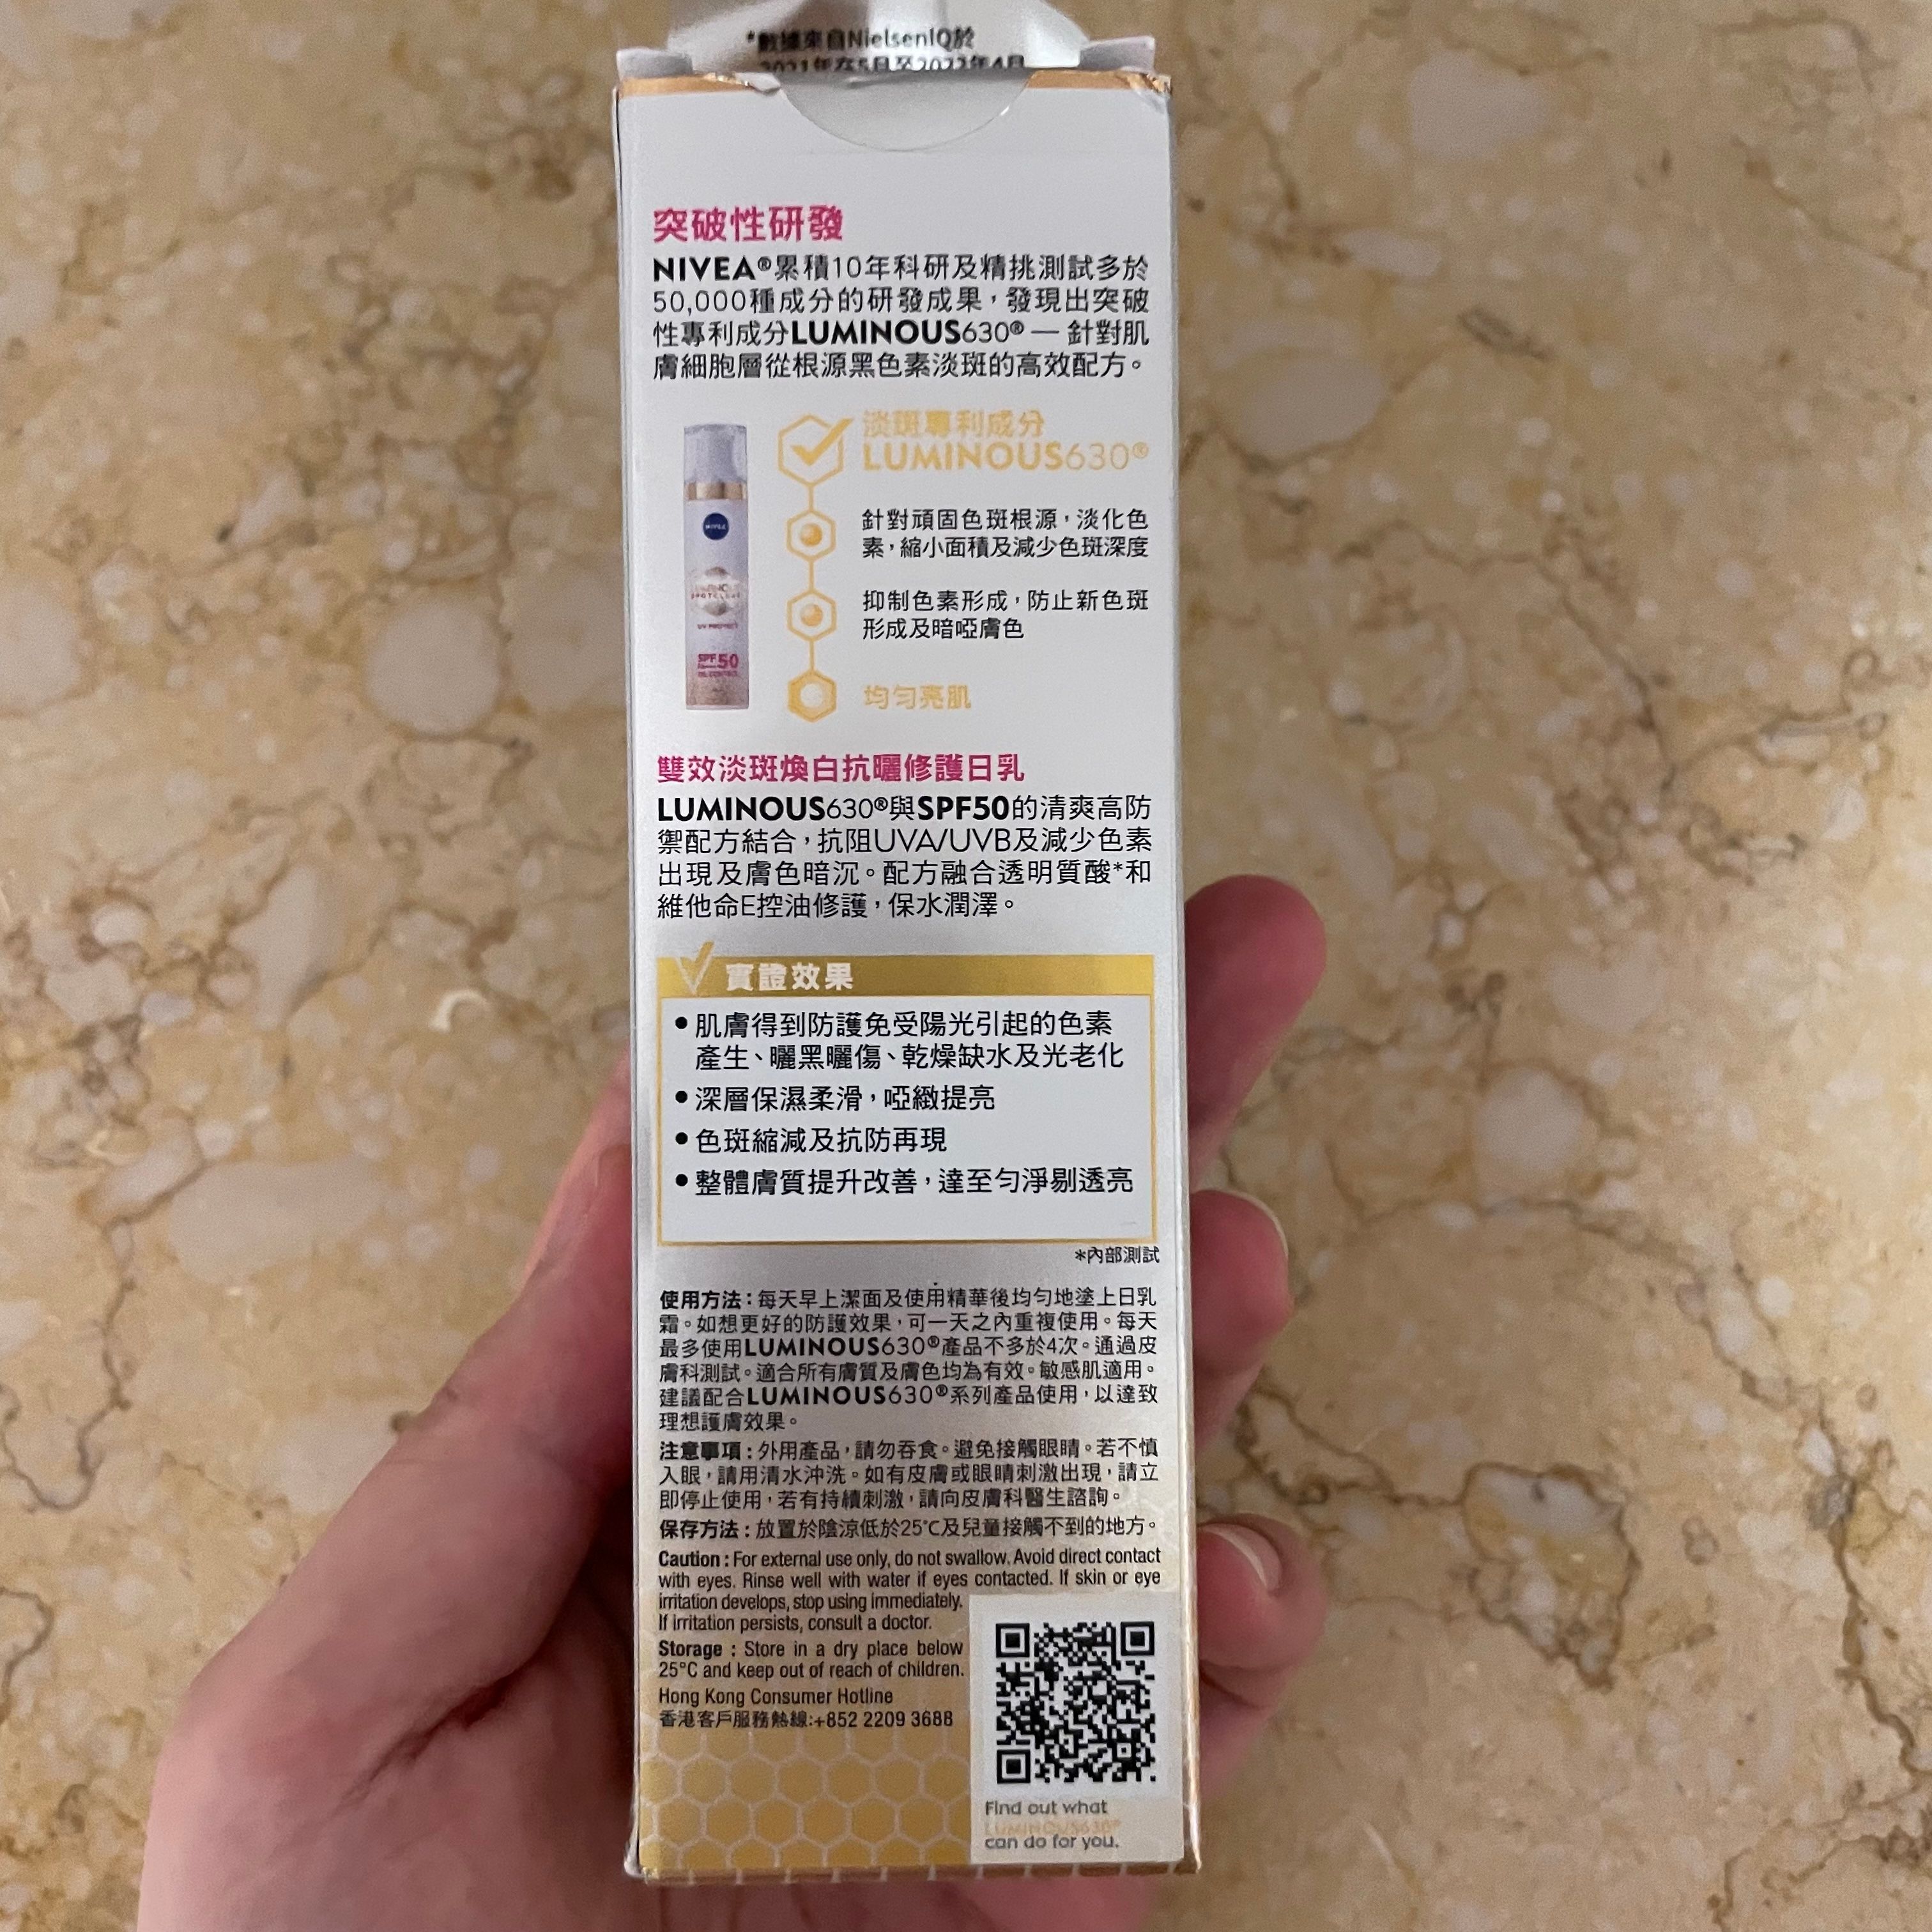 *數據來自NielsenIQ於
2021年在5月至2022年4月
突破性研發
NIVEA®累積10年科研及精挑測試多於
50,000種成分的研發成果，發現出突破
性專利成分LUMINOUS630® — 針對肌
膚細胞層從根源黑色素淡斑的高效配方。
淡斑專利成分
LUMINOUS630®
針對頑固色斑根源，淡化色
素，縮小面積及減少色斑深度
抑制色素形成，防止新色斑
形成及暗啞膚色
均勻亮肌
NIVEA
UV PROTECT
SPF 50
OIL CONTROL
雙效淡斑煥白抗曬修護日乳
LUMINOUS630®與SPF50的清爽高防
禦配方結合，抗阻UVA/UVB及減少色素
出現及膚色暗沉。配方融合透明質酸*和
維他命E控油修護，保水潤澤。
實證效果
•肌膚得到防護免受陽光引起的色素
產生、曬黑曬傷、乾燥缺水及光老化
•深層保濕柔滑，啞緻提亮
•色斑縮減及抗防再現
•整體膚質提升改善，達至勻淨剔透亮
*內部測試
使用方法：每天早上潔面及使用精華後均勻地塗上日乳
霜。如想更好的防護效果，可一天之內重複使用。每天
最多使用LUMINOUS630®產品不多於4次。通過皮
膚科測試。適合所有膚質及膚色均為有效。敏感肌適用。
建議配合LUMINOUS630®系列產品使用，以達致
理想護膚效果。
注意事項：外用產品，請勿吞食。避免接觸眼睛。若不慎
入眼，請用清水沖洗。如有皮膚或眼睛刺激出現，請立
即停止使用，若有持續刺激，請向皮膚科醫生諮詢。
保存方法：放置於陰涼低於25°C及兒童接觸不到的地方。
Caution : For external use only, do not swallow. Avoid direct contact
with eyes. Rinse well with water if eyes contacted. If skin or eye
irritation develops, stop using immediately.
If irritation persists, consult a doctor.
Storage : Store in a dry place below
25°C and keep out of reach of children.
Hong Kong Consumer Hotline
香港客戶服務熱線:+852 2209 3688
Find out what
LUMINOUS630®
can do for you.